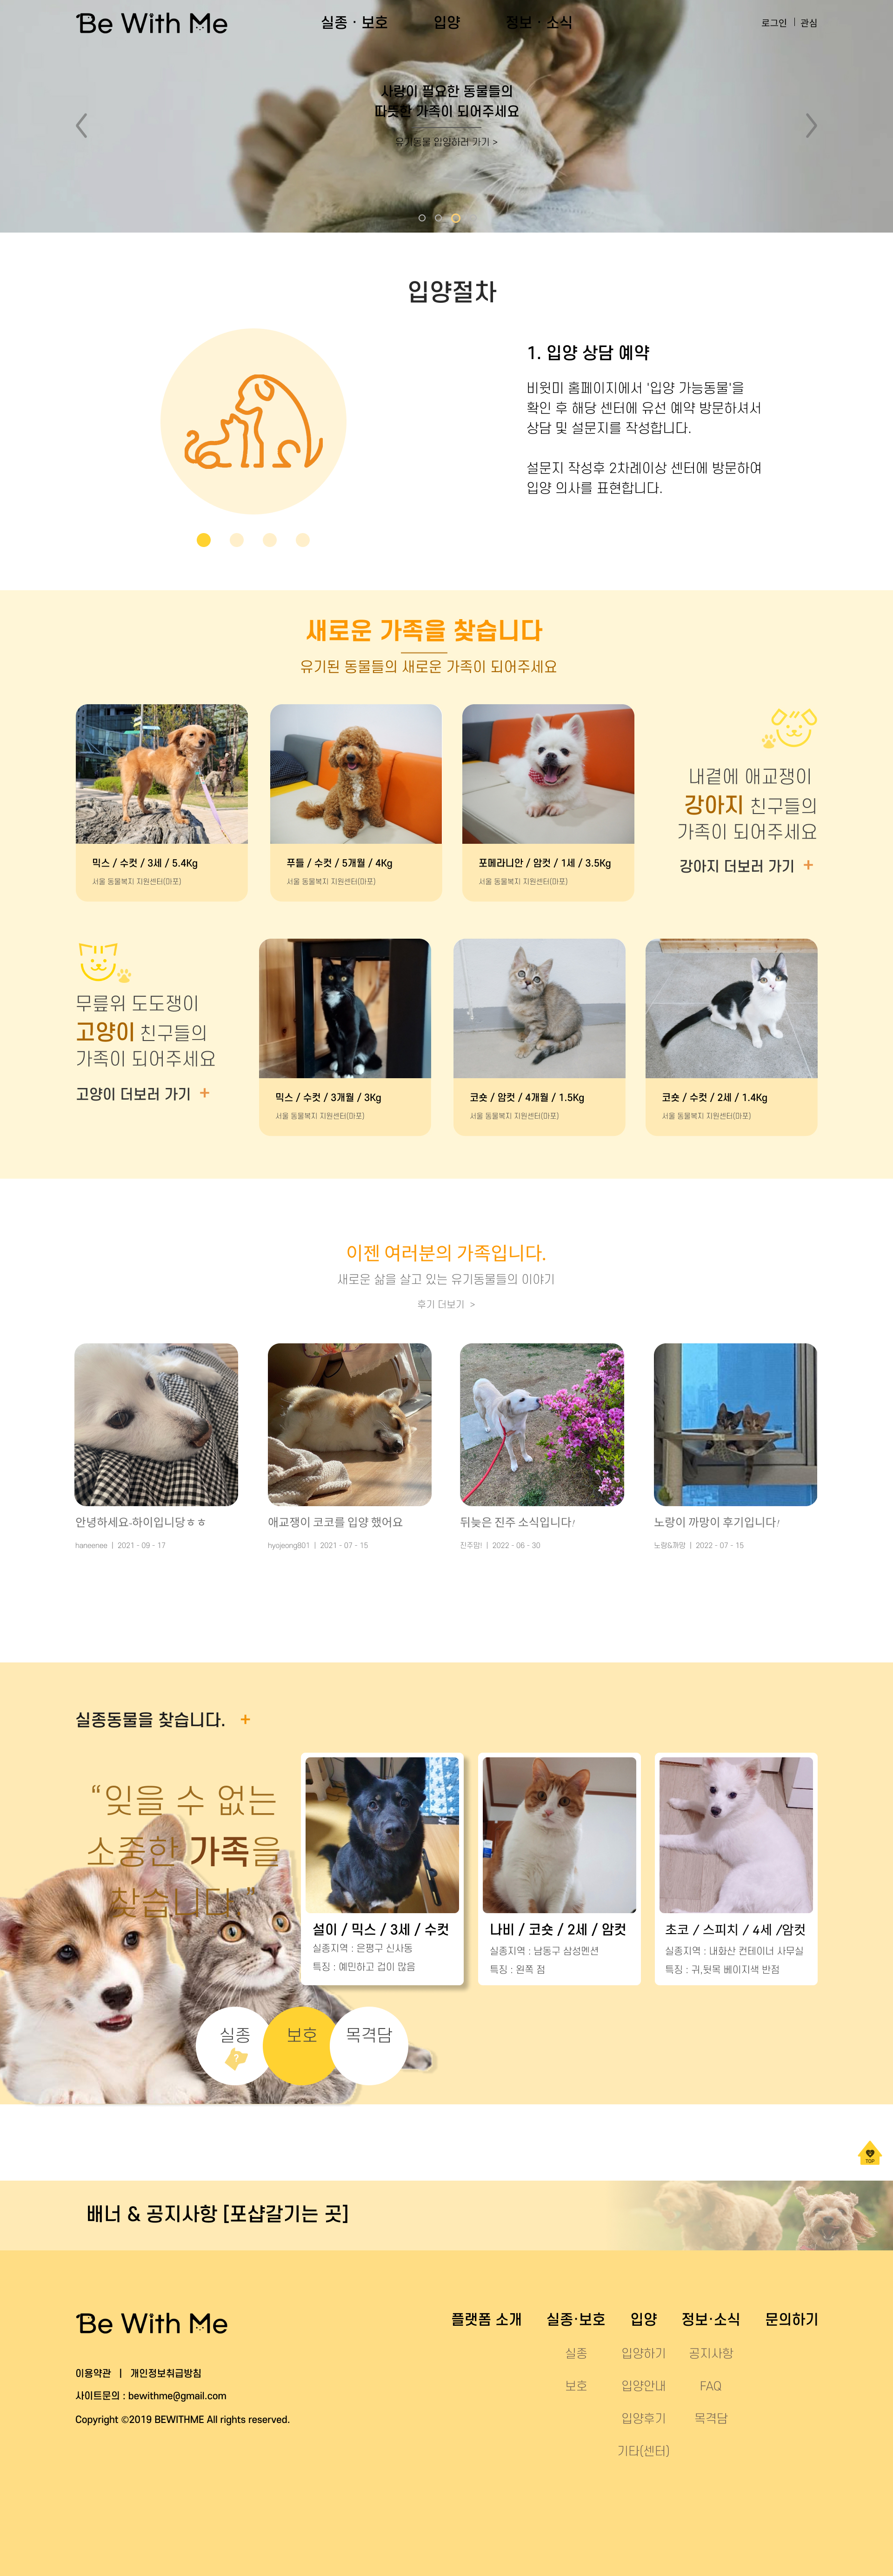 Be With Me
실종 · 보호
입양
정보 · 소식
로그인 | 관심
사랑이 필요한 동물들의
따뜻한 가족이 되어주세요
유기동물 입양하러 가기 >
입양절차
1. 입양 상담 예약
비윗미 홈페이지에서 '입양 가능동물'을
확인 후 해당 센터에 유선 예약 방문하셔서
상담 및 설문지를 작성합니다.
설문지 작성후 2차례이상 센터에 방문하여
입양 의사를 표현합니다.
새로운 가족을 찾습니다
유기된 동물들의 새로운 가족이 되어주세요
믹스 / 수컷 / 3세 / 5.4Kg
서울 동물복지 지원센터(마포)
푸들 / 수컷 / 5개월 / 4Kg
서울 동물복지 지원센터(마포)
포메라니안 / 암컷 / 1세 / 3.5Kg
서울 동물복지 지원센터(마포)
내곁에 애교쟁이
강아지 친구들의
가족이 되어주세요
강아지 더보러 가기 +
무릎위 도도쟁이
고양이 친구들의
가족이 되어주세요
고양이 더보러 가기 +
믹스 / 수컷 / 3개월 / 3Kg
서울 동물복지 지원센터(마포)
코숏 / 암컷 / 4개월 / 1.5Kg
서울 동물복지 지원센터(마포)
코숏 / 수컷 / 2세 / 1.4Kg
서울 동물복지 지원센터(마포)
이젠 여러분의 가족입니다.
새로운 삶을 살고 있는 유기동물들의 이야기
후기 더보기 >
안녕하세요-하이입니당ㅎㅎ
haneenee | 2021 - 09 - 17
애교쟁이 코코를 입양 했어요
hyojeong801 | 2021 - 07 - 15
뒤늦은 진주 소식입니다!
진주맘! | 2022 - 06 - 30
노랑이 까망이 후기입니다!
노랑&까망 | 2022 - 07 - 15
실종동물을 찾습니다. +
“잊을 수 없는
소중한 가족을
찾습니다.”
설이 / 믹스 / 3세 / 수컷
실종지역 : 은평구 신사동
특징 : 예민하고 겁이 많음
나비 / 코숏 / 2세 / 암컷
실종지역 : 남동구 삼성멘션
특징 : 왼쪽 점
초코 / 스피치 / 4세 /암컷
실종지역 : 내화산 컨테이너 사무실
특징 : 귀,뒷목 베이지색 반점
실종
보호
목격담
TOP
배너 & 공지사항 [포샵갈기는 곳]
Be With Me
이용약관 | 개인정보취급방침
사이트문의 : bewithme@gmail.com
Copyright ©2019 BEWITHME All rights reserved.
플랫폼 소개
실종·보호
입양
정보·소식
문의하기
실종
입양하기
공지사항
보호
입양안내
FAQ
입양후기
목격담
기타(센터)